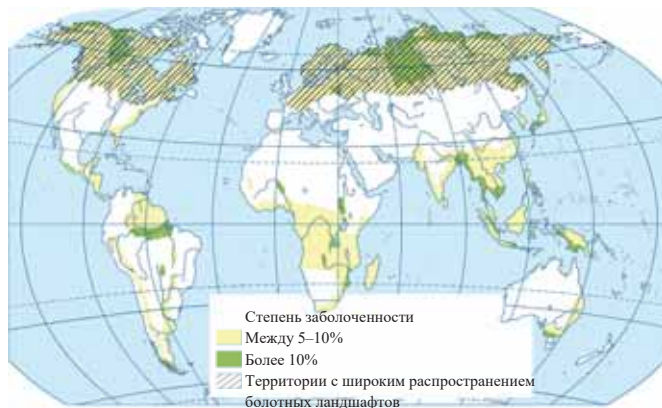 Степень заболоченности
Между 5–10%
Более 10%
Территории с широким распространением
болотных ландшафтов